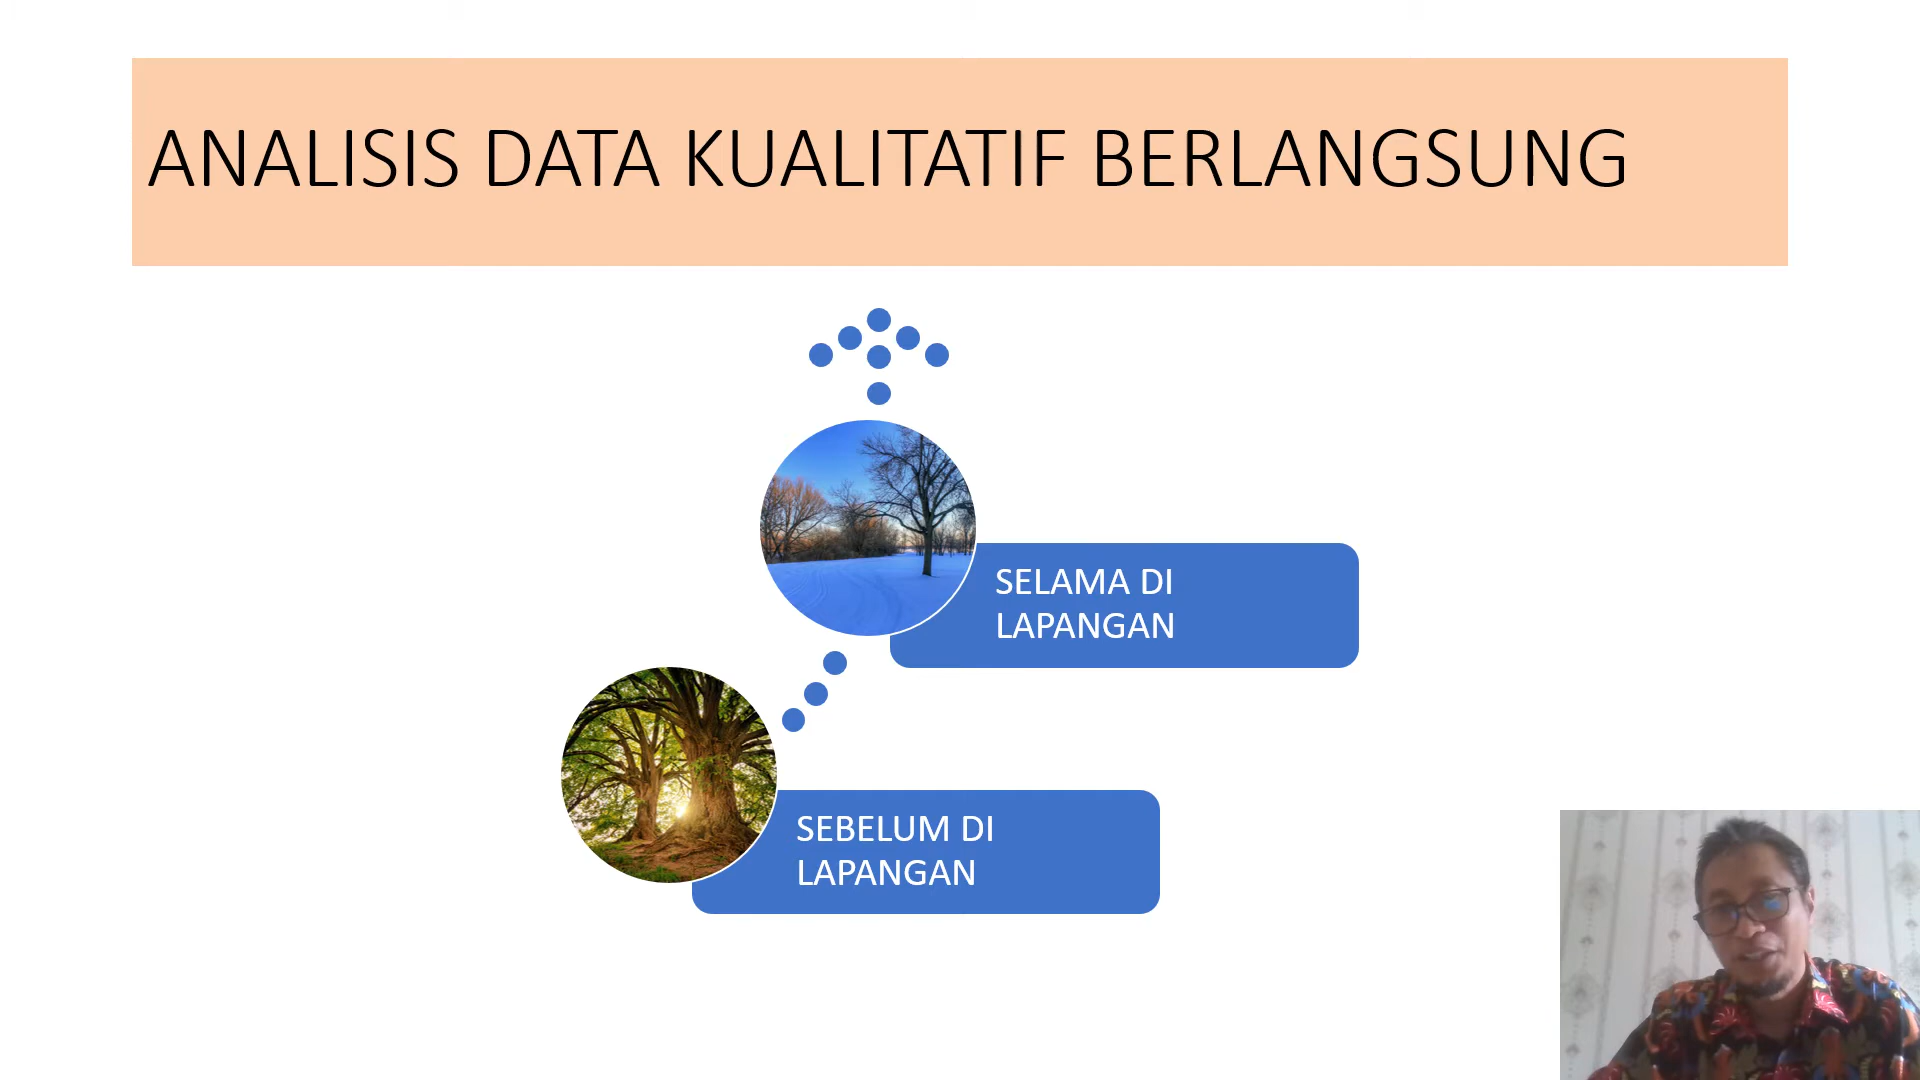 ANALISIS DATA KUALITATIF BERLANGSUNG
SELAMA DI
LAPANGAN
SEBELUM DI
LAPANGAN